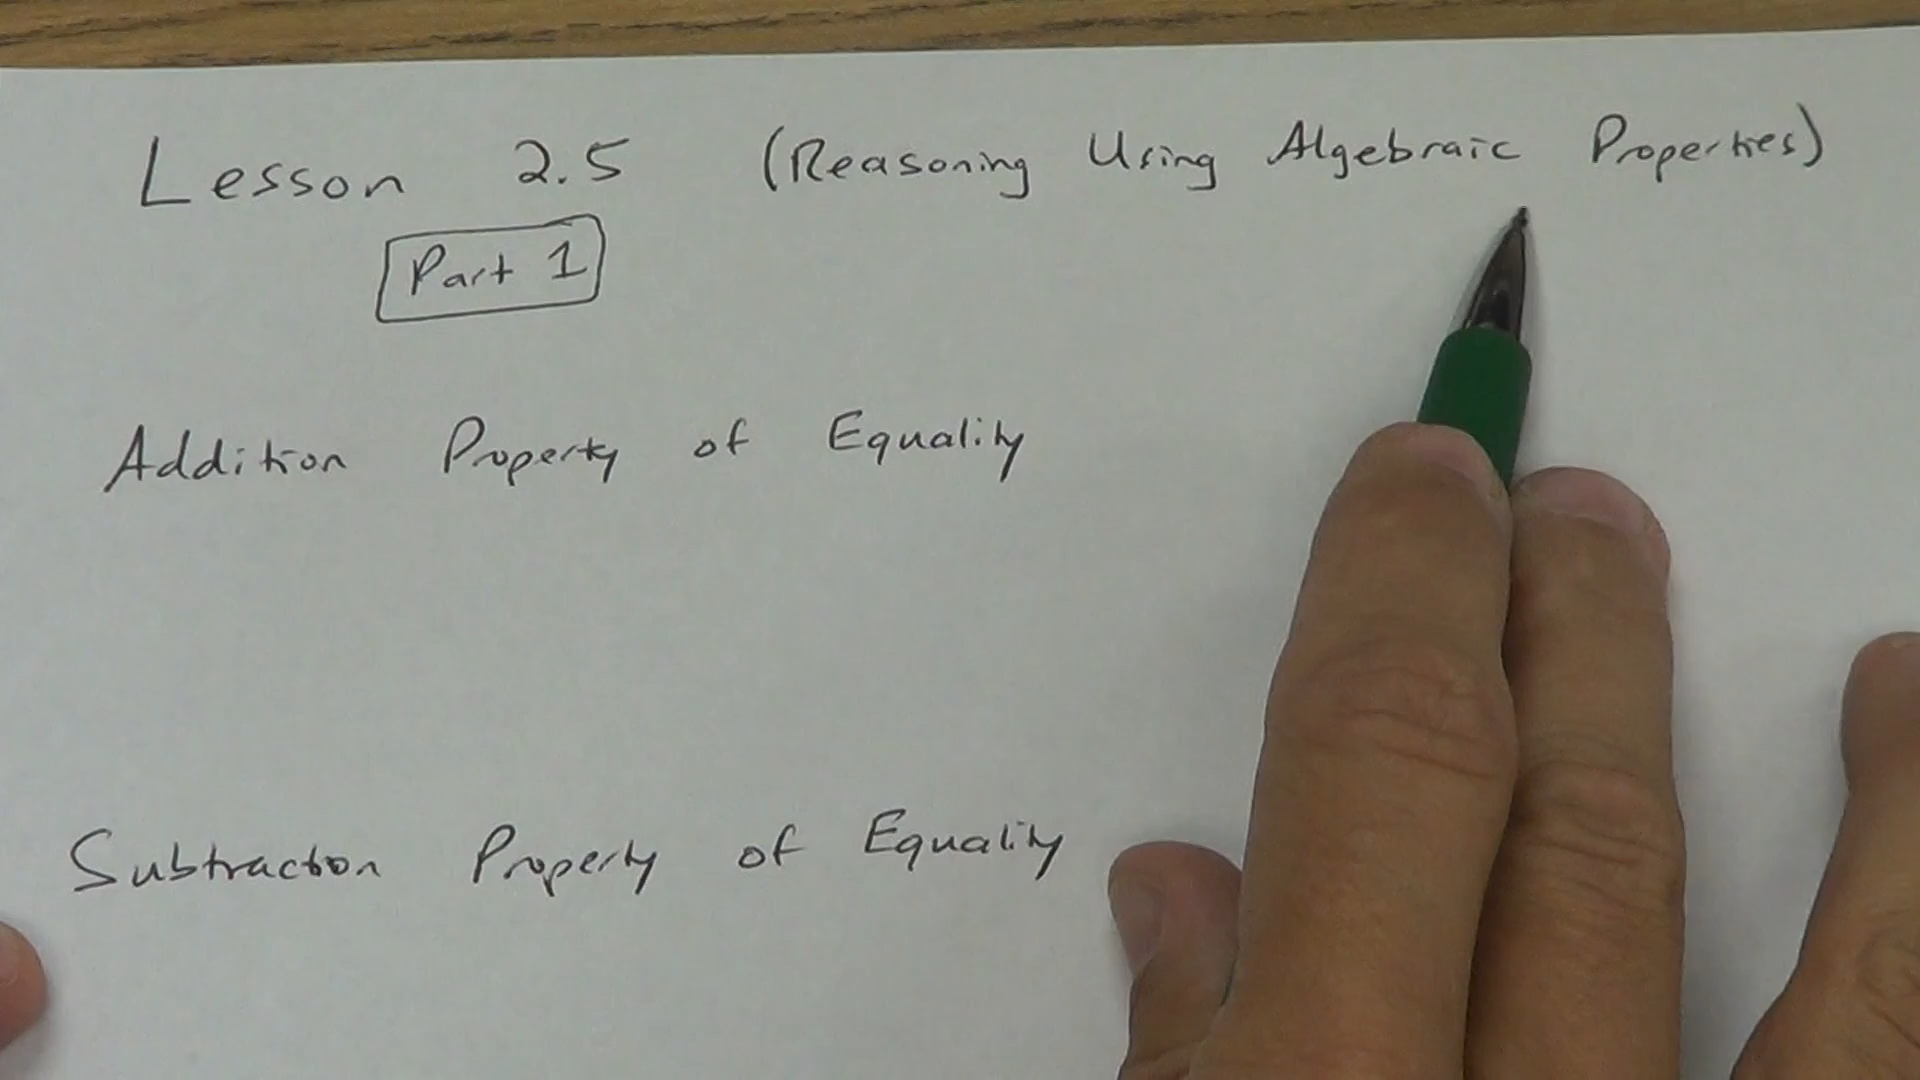 Lesson 2.5 (Reasoning Using Algebraic Properties)
Part 1
Addition Property of Equality
Subtraction Property of Equality